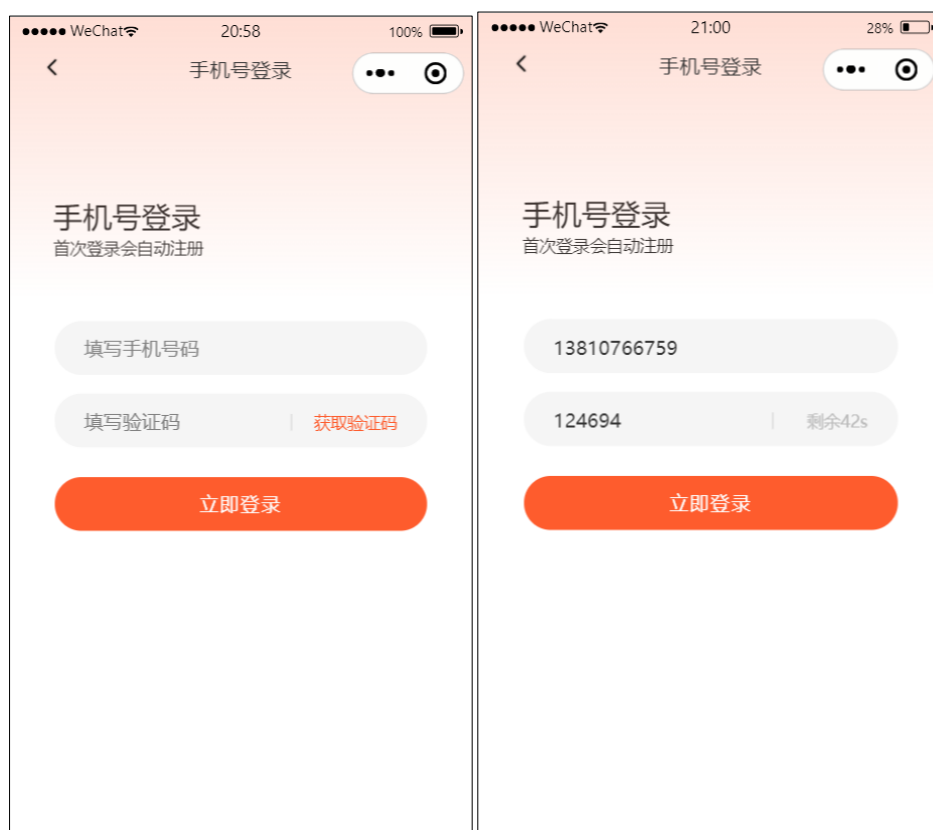 WeChat 20:58 100%
手机号登录
手机号登录
首次登录会自动注册
填写手机号码
填写验证码 获取验证码
立即登录
WeChat 21:00 28%
手机号登录
手机号登录
首次登录会自动注册
13810766759
124694 剩余42s
立即登录